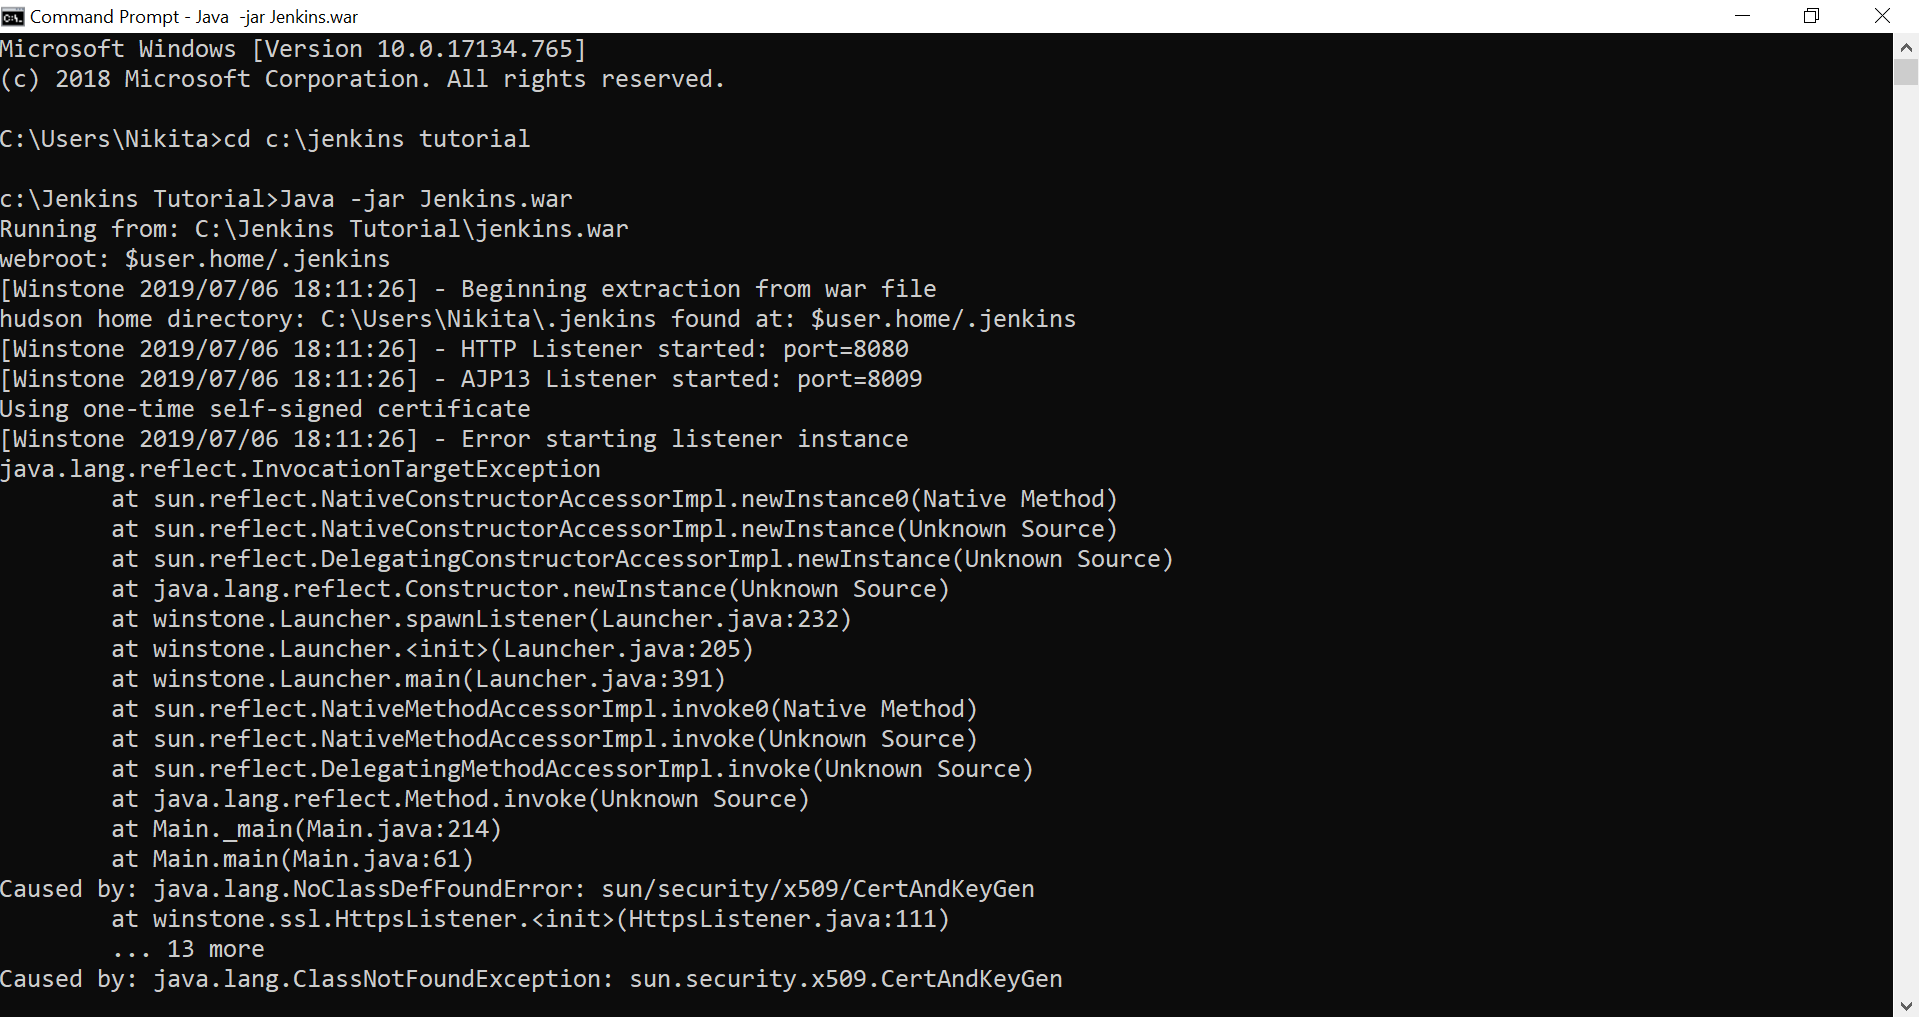 Command Prompt - Java  -jar Jenkins.war
Microsoft Windows [Version 10.0.17134.765]
(c) 2018 Microsoft Corporation. All rights reserved.
C:\Users\Nikita>cd c:\jenkins tutorial
c:\Jenkins Tutorial>Java -jar Jenkins.war
Running from: C:\Jenkins Tutorial\jenkins.war
webroot: $user.home/.jenkins
[Winstone 2019/07/06 18:11:26] - Beginning extraction from war file
hudson home directory: C:\Users\Nikita\.jenkins found at: $user.home/.jenkins
[Winstone 2019/07/06 18:11:26] - HTTP Listener started: port=8080
[Winstone 2019/07/06 18:11:26] - AJP13 Listener started: port=8009
Using one-time self-signed certificate
[Winstone 2019/07/06 18:11:26] - Error starting listener instance
java.lang.reflect.InvocationTargetException
        at sun.reflect.NativeConstructorAccessorImpl.newInstance0(Native Method)
        at sun.reflect.NativeConstructorAccessorImpl.newInstance(Unknown Source)
        at sun.reflect.DelegatingConstructorAccessorImpl.newInstance(Unknown Source)
        at java.lang.reflect.Constructor.newInstance(Unknown Source)
        at winstone.Launcher.spawnListener(Launcher.java:232)
        at winstone.Launcher.<init>(Launcher.java:205)
        at winstone.Launcher.main(Launcher.java:391)
        at sun.reflect.NativeMethodAccessorImpl.invoke0(Native Method)
        at sun.reflect.NativeMethodAccessorImpl.invoke(Unknown Source)
        at sun.reflect.DelegatingMethodAccessorImpl.invoke(Unknown Source)
        at java.lang.reflect.Method.invoke(Unknown Source)
        at Main._main(Main.java:214)
        at Main.main(Main.java:61)
Caused by: java.lang.NoClassDefFoundError: sun/security/x509/CertAndKeyGen
        at winstone.ssl.HttpsListener.<init>(HttpsListener.java:111)
        ... 13 more
Caused by: java.lang.ClassNotFoundException: sun.security.x509.CertAndKeyGen